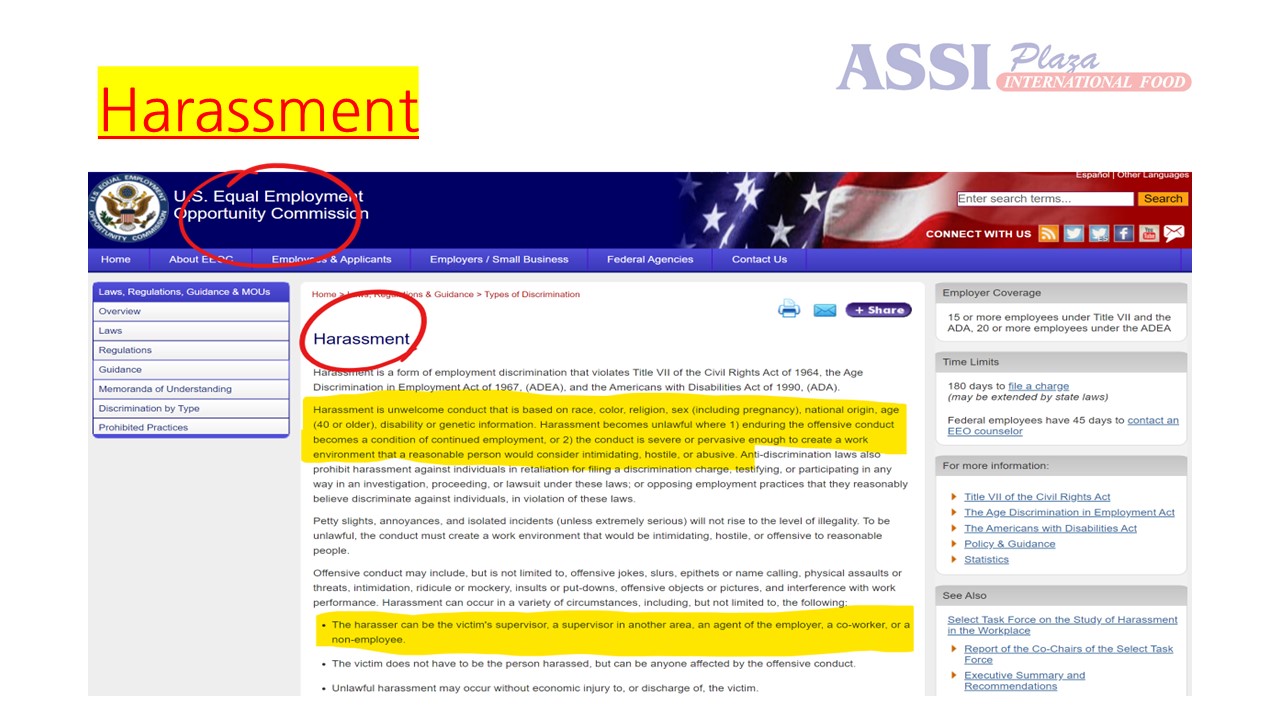 Harassment
ASSI Plaza
INTERNATIONAL FOOD
U.S. EQUAL EMPLOYMENT OPPORTUNITY COMMISSION
U.S. Equal Employment
Opportunity Commission
Español | Other Languages
Enter search terms...
Search
CONNECT WITH US
You Tube
Home
About EEOC
Employees & Applicants
Employers / Small Business
Federal Agencies
Contact Us
Laws, Regulations, Guidance & MOUs
Overview
Laws
Regulations
Guidance
Memoranda of Understanding
Discrimination by Type
Prohibited Practices
Home > Laws, Regulations & Guidance > Types of Discrimination
+ Share
Harassment
Harassment is a form of employment discrimination that violates Title VII of the Civil Rights Act of 1964, the Age
Discrimination in Employment Act of 1967, (ADEA), and the Americans with Disabilities Act of 1990, (ADA).
Harassment is unwelcome conduct that is based on race, color, religion, sex (including pregnancy), national origin, age
(40 or older), disability or genetic information. Harassment becomes unlawful where 1) enduring the offensive conduct
becomes a condition of continued employment, or 2) the conduct is severe or pervasive enough to create a work
environment that a reasonable person would consider intimidating, hostile, or abusive. Anti-discrimination laws also
prohibit harassment against individuals in retaliation for filing a discrimination charge, testifying, or participating in any
way in an investigation, proceeding, or lawsuit under these laws; or opposing employment practices that they reasonably
believe discriminate against individuals, in violation of these laws.
Petty slights, annoyances, and isolated incidents (unless extremely serious) will not rise to the level of illegality. To be
unlawful, the conduct must create a work environment that would be intimidating, hostile, or offensive to reasonable
people.
Offensive conduct may include, but is not limited to, offensive jokes, slurs, epithets or name calling, physical assaults or
threats, intimidation, ridicule or mockery, insults or put-downs, offensive objects or pictures, and interference with work
performance. Harassment can occur in a variety of circumstances, including, but not limited to, the following:
• The harasser can be the victim's supervisor, a supervisor in another area, an agent of the employer, a co-worker, or a
non-employee.
• The victim does not have to be the person harassed, but can be anyone affected by the offensive conduct.
• Unlawful harassment may occur without economic injury to, or discharge of, the victim.
Employer Coverage
15 or more employees under Title VII and the
ADA, 20 or more employees under the ADEA
Time Limits
180 days to file a charge
(may be extended by state laws)
Federal employees have 45 days to contact an
EEO counselor
For more information:
Title VII of the Civil Rights Act
The Age Discrimination in Employment Act
The Americans with Disabilities Act
Policy & Guidance
Statistics
See Also
Select Task Force on the Study of Harassment
in the Workplace
Report of the Co-Chairs of the Select Task
Force
Executive Summary and
Recommendations